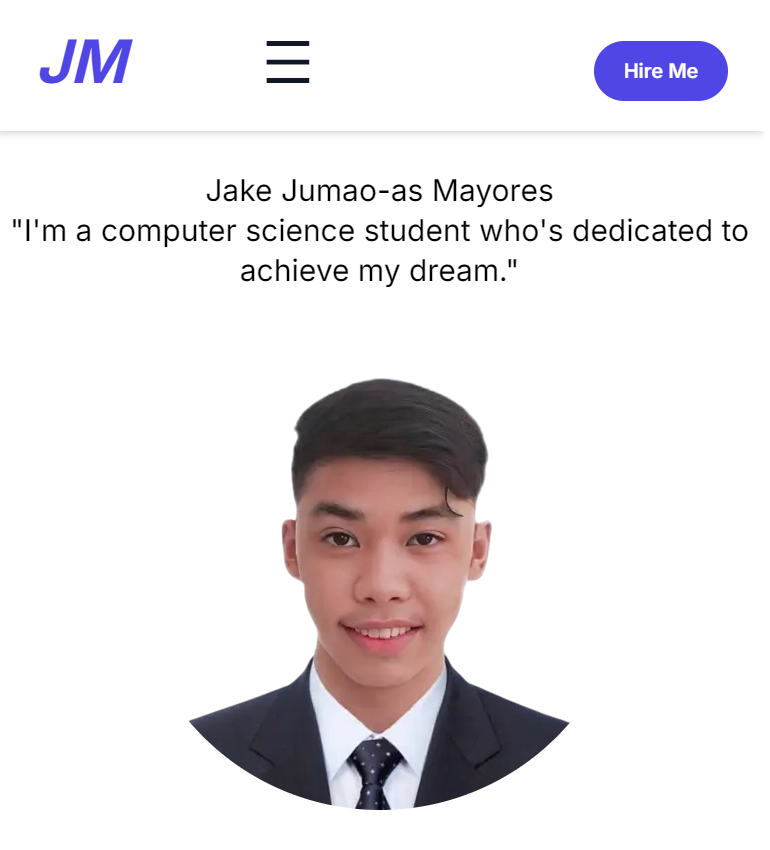 JM
Hire Me
Jake Jumao-as Mayores
"I'm a computer science student who's dedicated to
achieve my dream."